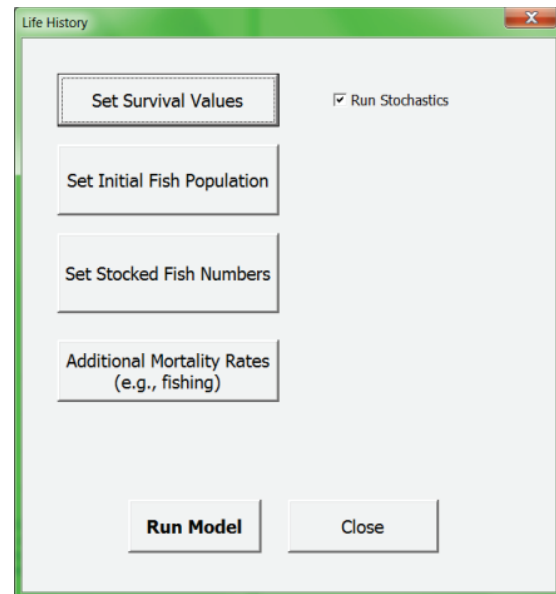 Life History
Set Survival Values
Run Stochastics
Set Initial Fish Population
Set Stocked Fish Numbers
Additional Mortality Rates
(e.g., fishing)
Run Model
Close